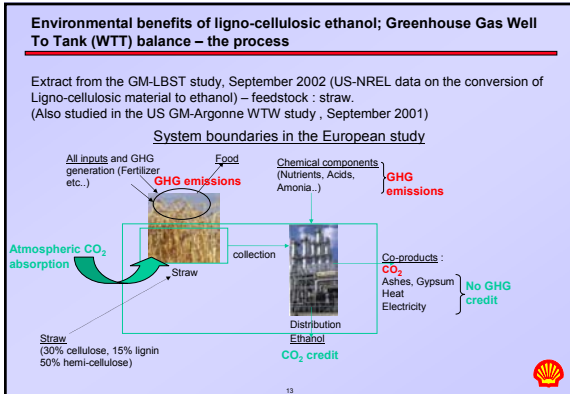 Environmental benefits of ligno-cellulosic ethanol; Greenhouse Gas Well
To Tank (WTT) balance – the process
Extract from the GM-LBST study, September 2002 (US-NREL data on the conversion of
Ligno-cellulosic material to ethanol) – feedstock : straw.
(Also studied in the US GM-Argonne WTW study , September 2001)
System boundaries in the European study
All inputs and GHG
generation (Fertilizer
etc..)
Food
GHG emissions
Chemical components
(Nutrients, Acids,
Amonia..)
GHG
emissions
Atmospheric CO2
absorption
collection
Straw
Co-products :
CO2
Ashes, Gypsum
Heat
Electricity
No GHG
credit
Straw
(30% cellulose, 15% lignin
50% hemi-cellulose)
Distribution
Ethanol
CO2 credit
13